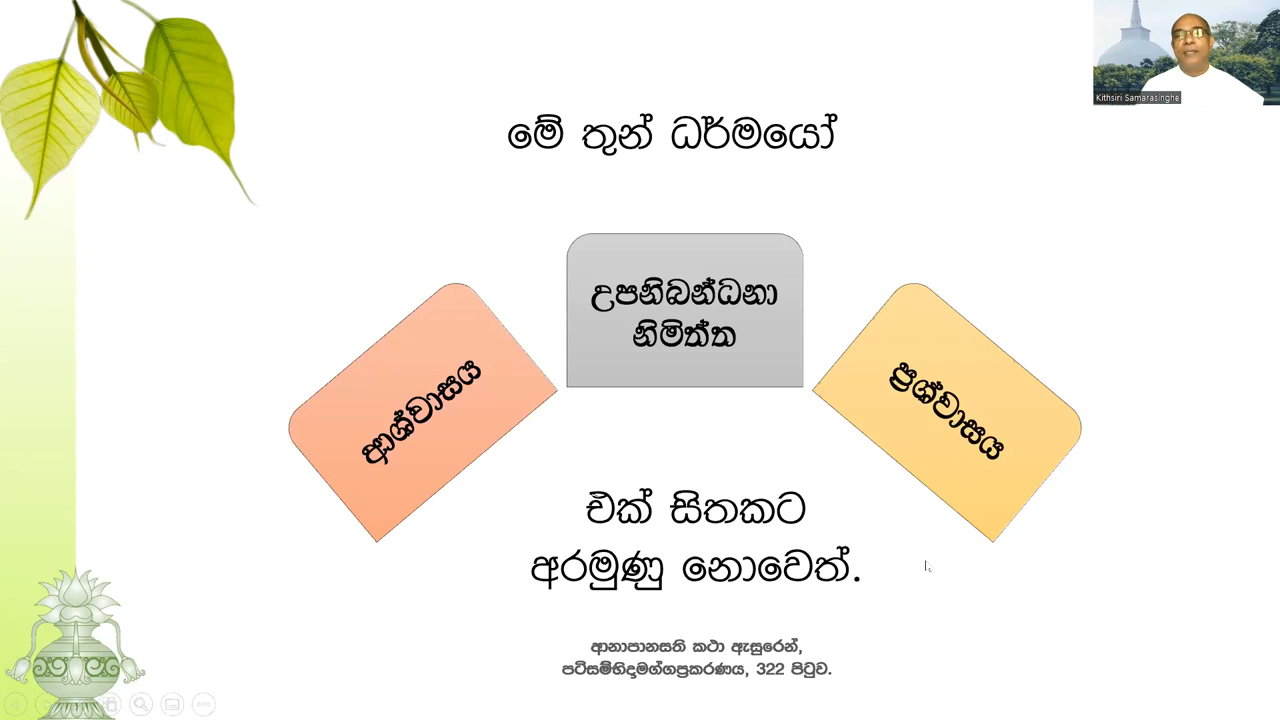 Kithsiri Samarasinghe
මේ තුන් ධර්මයෝ
උපනිබන්ධනා
නිමිත්ත
ආශ්වාසය
ප්‍රශ්වාසය
එක් සිතකට
අරමුණු නොවෙත්.
ආනාපානසති කථා ඇසුරෙන්,
පටිසම්භිදාමග්ගප්‍රකරණය, 322 පිටුව.